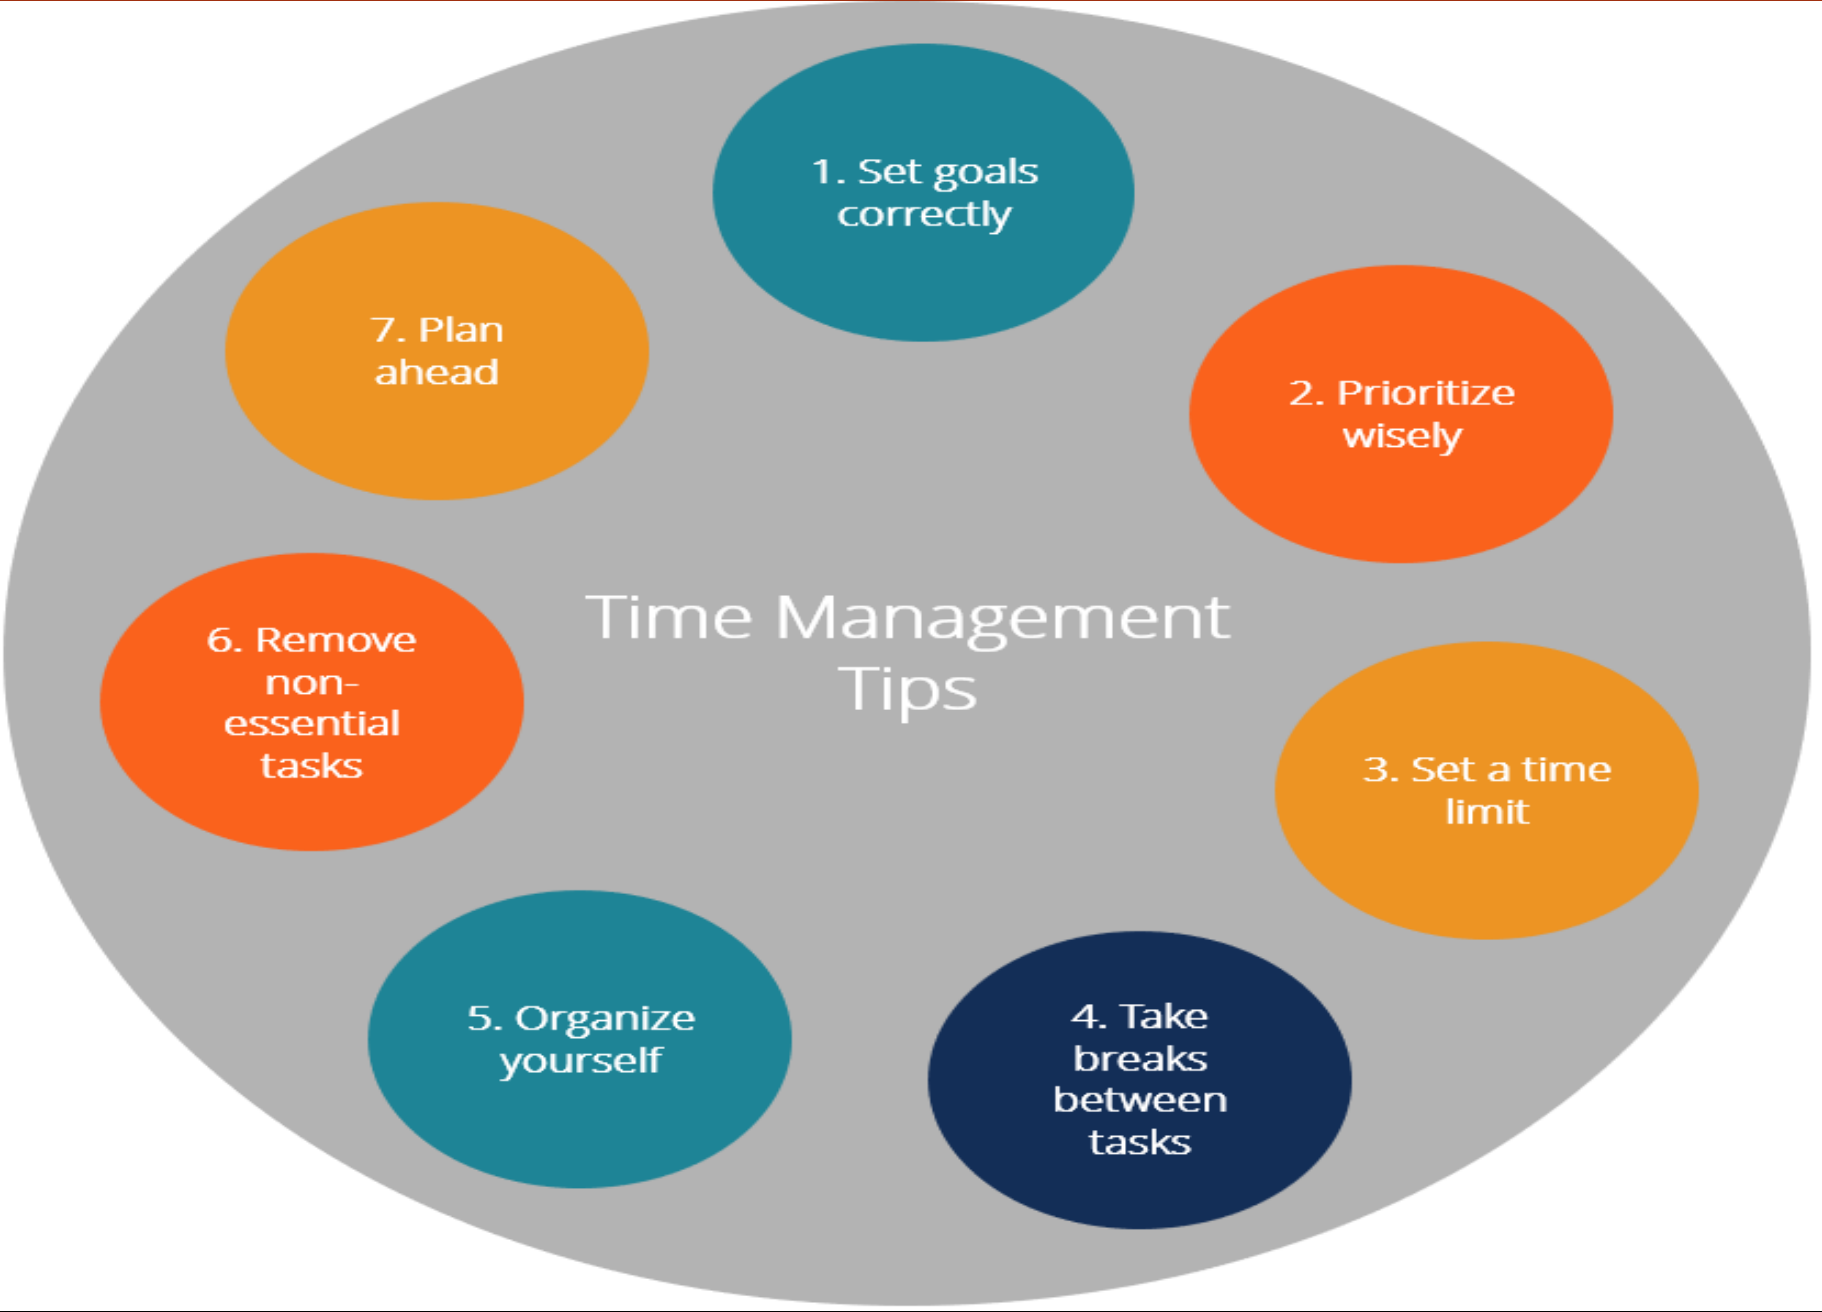 1. Set goals
correctly
2. Prioritize
wisely
3. Set a time
limit
4. Take
breaks
between
tasks
5. Organize
yourself
6. Remove
non-
essential
tasks
7. Plan
ahead
Time Management
Tips